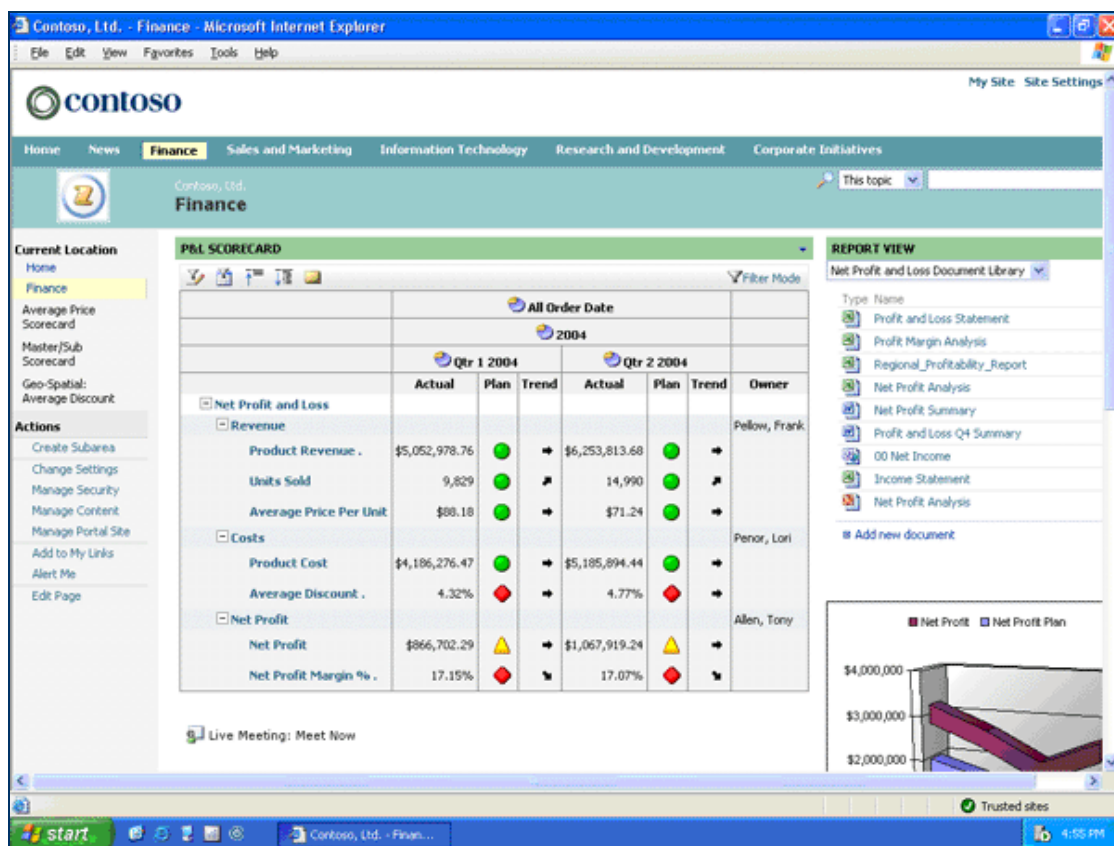 Contoso, Ltd. - Finance - Microsoft Internet Explorer
File Edit View Favorites Tools Help
My Site Site Settings
contoso
Home News Finance Sales and Marketing Information Technology Research and Development Corporate Initiatives
This topic
Contoso, Ltd.
Finance
Current Location
Home
Finance
Average Price
Scorecard
Master/Sub
Scorecard
Geo-Spatial:
Average Discount
Actions
Create Subarea
Change Settings
Manage Security
Manage Content
Manage Portal Site
Add to My Links
Alert Me
Edit Page
P&L SCORECARD
Filter Mode
All Order Date
2004
Qtr 1 2004 Qtr 2 2004
Actual Plan Trend Actual Plan Trend Owner
Net Profit and Loss
Revenue Pellow, Frank
Product Revenue . $5,052,978.76 $6,253,813.68
Units Sold 9,829 14,990
Average Price Per Unit $88.18 $71.24
Costs Penor, Lori
Product Cost $4,186,276.47 $5,185,894.44
Average Discount . 4.32% 4.77%
Net Profit Allen, Tony
Net Profit $866,702.29 $1,067,919.24
Net Profit Margin % . 17.15% 17.07%
Live Meeting: Meet Now
REPORT VIEW
Net Profit and Loss Document Library
Type Name
Profit and Loss Statement
Profit Margin Analysis
Regional_Profitability_Report
Net Profit Analysis
Net Profit Summary
Profit and Loss Q4 Summary
00 Net Income
Income Statement
Net Profit Analysis
Add new document
Net Profit Net Profit Plan
$4,000,000
$3,000,000
$2,000,000
Trusted sites
start Contoso, Ltd. - Finan... 4:55 PM